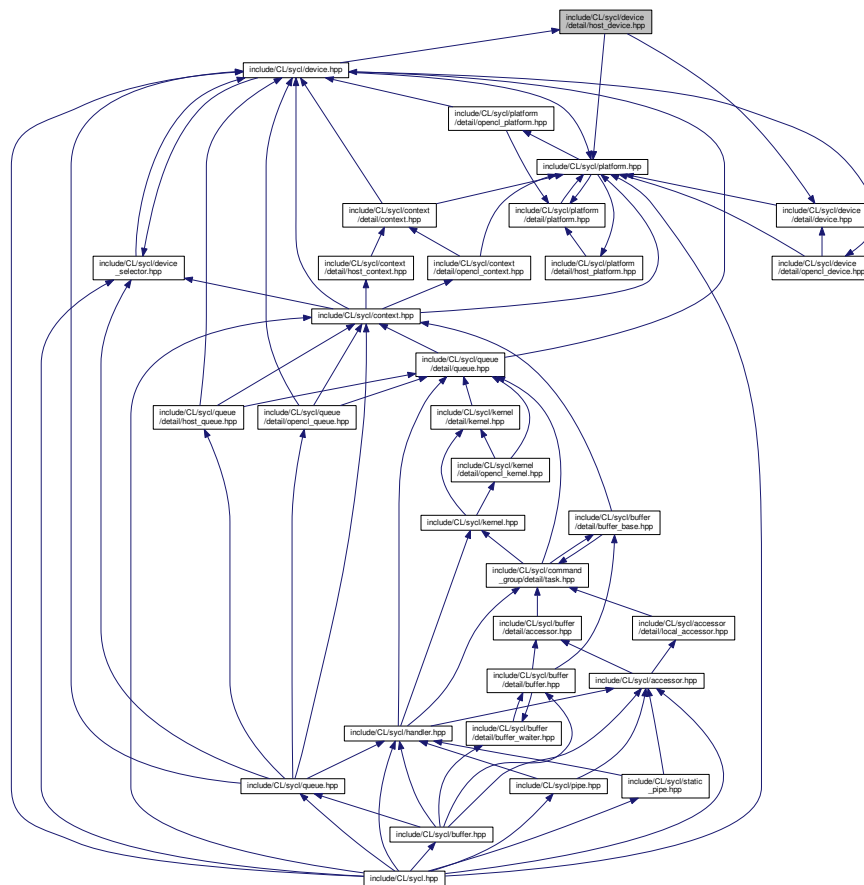 include/CL/sycl/device
/detail/host_device.hpp
include/CL/sycl/device.hpp
include/CL/sycl/platform
/detail/opencl_platform.hpp
include/CL/sycl/platform.hpp
include/CL/sycl/context
/detail/context.hpp
include/CL/sycl/platform
/detail/platform.hpp
include/CL/sycl/device
/detail/device.hpp
include/CL/sycl/device
_selector.hpp
include/CL/sycl/context
/detail/host_context.hpp
include/CL/sycl/context
/detail/opencl_context.hpp
include/CL/sycl/platform
/detail/host_platform.hpp
include/CL/sycl/device
/detail/opencl_device.hpp
include/CL/sycl/context.hpp
include/CL/sycl/queue
/detail/queue.hpp
include/CL/sycl/queue
/detail/host_queue.hpp
include/CL/sycl/queue
/detail/opencl_queue.hpp
include/CL/sycl/kernel
/detail/kernel.hpp
include/CL/sycl/kernel
/detail/opencl_kernel.hpp
include/CL/sycl/kernel.hpp
include/CL/sycl/buffer
/detail/buffer_base.hpp
include/CL/sycl/command
_group/detail/task.hpp
include/CL/sycl/buffer
/detail/accessor.hpp
include/CL/sycl/accessor
/detail/local_accessor.hpp
include/CL/sycl/buffer
/detail/buffer.hpp
include/CL/sycl/accessor.hpp
include/CL/sycl/handler.hpp
include/CL/sycl/buffer
/detail/buffer_waiter.hpp
include/CL/sycl/queue.hpp
include/CL/sycl/pipe.hpp
include/CL/sycl/static
_pipe.hpp
include/CL/sycl/buffer.hpp
include/CL/sycl.hpp